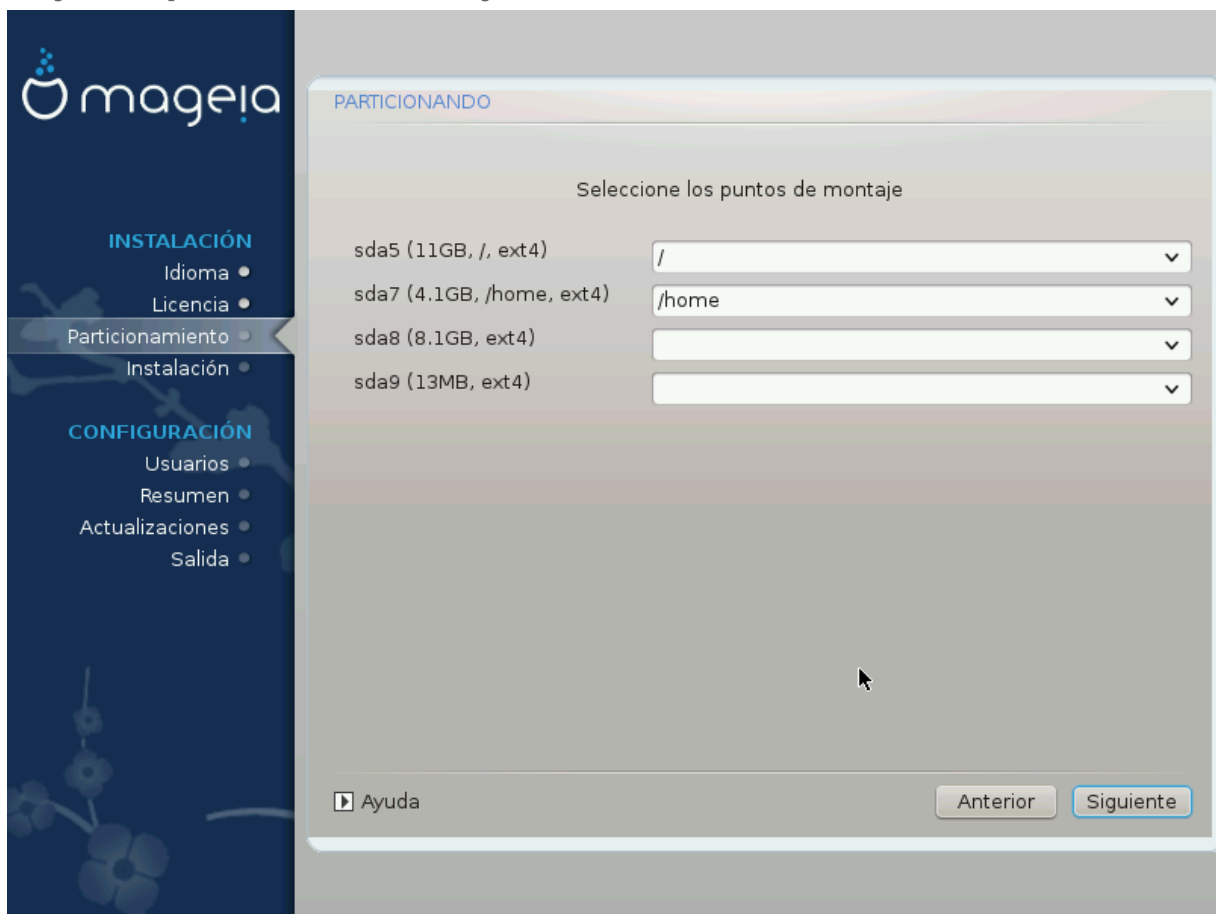 mageia
PARTICIONANDO
Seleccione los puntos de montaje
INSTALACIÓN
Idioma
Licencia
Particionamiento
Instalación
CONFIGURACIÓN
Usuarios
Resumen
Actualizaciones
Salida
sda5 (11GB, /, ext4) /
sda7 (4.1GB, /home, ext4) /home
sda8 (8.1GB, ext4)
sda9 (13MB, ext4)
Ayuda
Anterior Siguiente